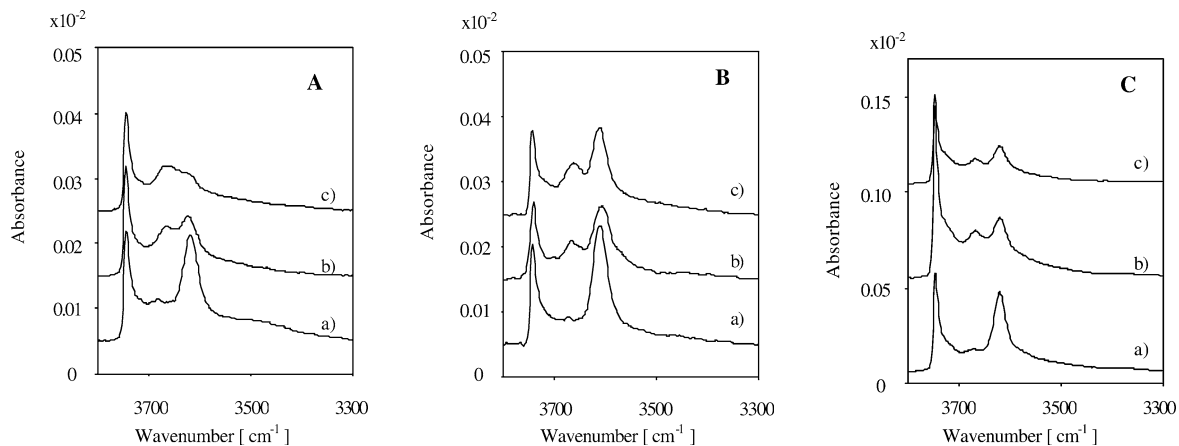 x10-2
0.05
0.04
0.03
0.02
0.01
0
Absorbance
A
c)
b)
a)
3700 3500 3300
Wavenumber [ cm-1 ]
x10-2
0.05
0.04
0.03
0.02
0.01
0
Absorbance
B
c)
b)
a)
3700 3500 3300
Wavenumber [ cm-1 ]
x10-2
0.15
0.10
0.05
0
Absorbance
C
c)
b)
a)
3700 3500 3300
Wavenumber [ cm-1 ]